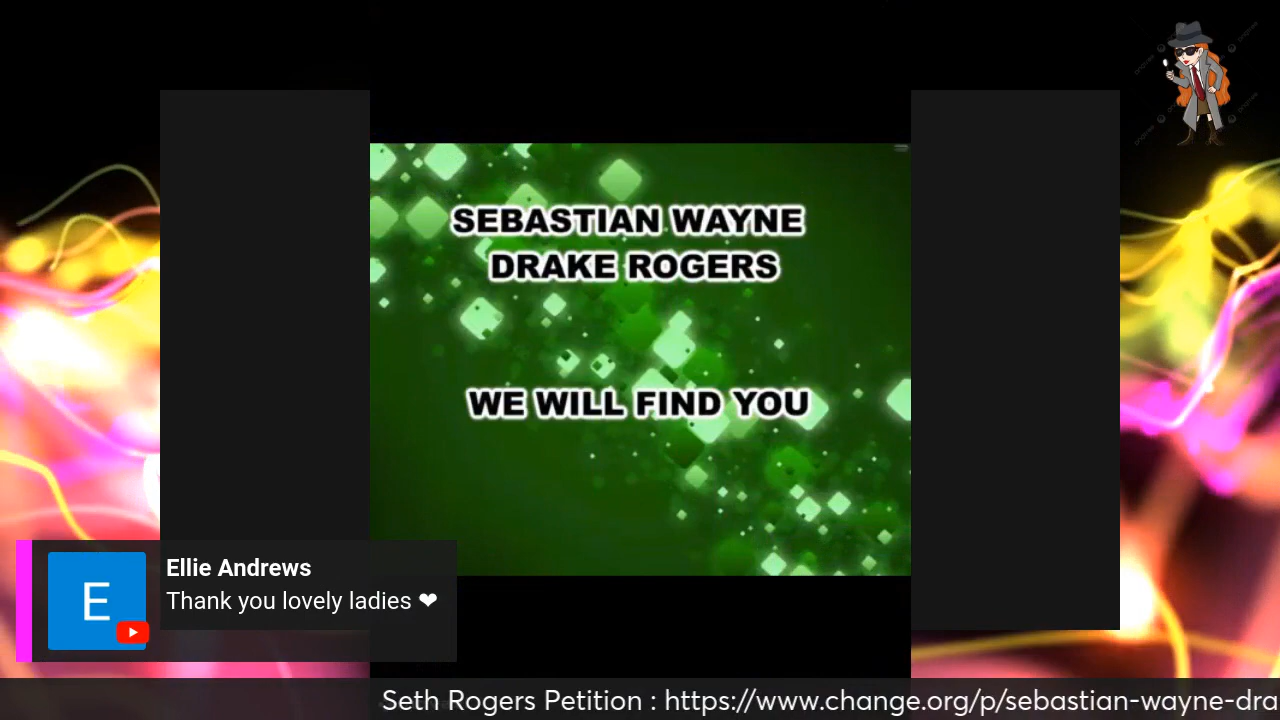 SEBASTIAN WAYNE
DRAKE ROGERS
WE WILL FIND YOU
E
Ellie Andrews
Thank you lovely ladies ❤
Seth Rogers Petition : https://www.change.org/p/sebastian-wayne-dra